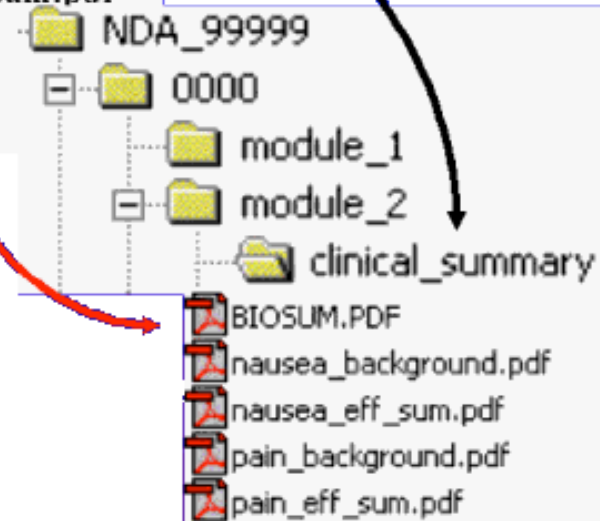 NDA_99999
0000
module_1
module_2
clinical_summary
BIOSUM.PDF
nausea_background.pdf
nausea_eff_sum.pdf
pain_background.pdf
pain_eff_sum.pdf